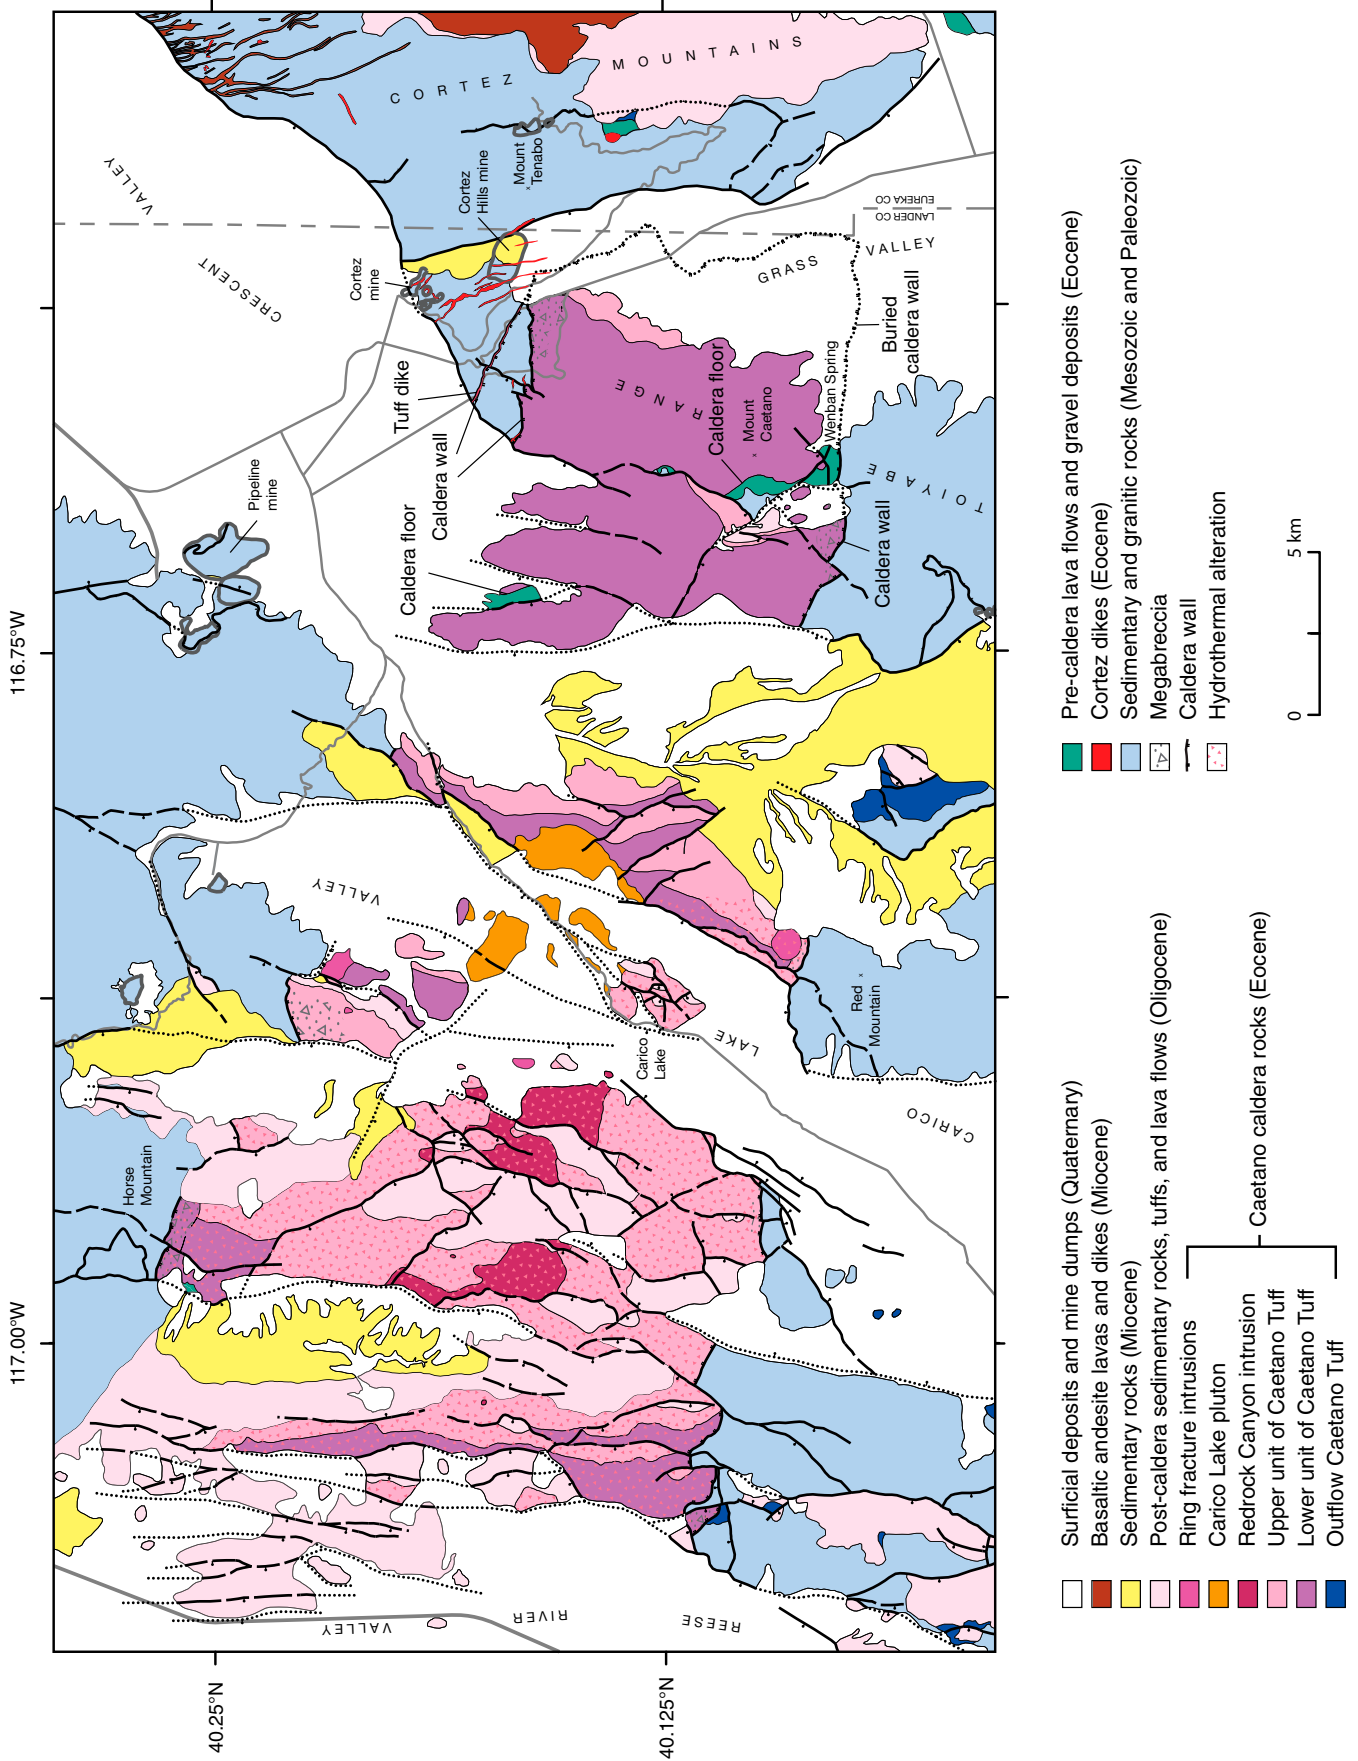 116.75°W
117.00°W
40.25°N
40.125°N
CRESCENT
VALLEY
CORTEZ
MOUNTAINS
Cortez
mine
Cortez
Hills mine
Mount
Tenabo
LANDER CO
EUREKA CO
GRASS
VALLEY
Pipeline
mine
Tuff dike
Caldera wall
Caldera floor
Caldera floor
Mount
Caetano
Wenban Spring
Buried
caldera wall
Caldera wall
TOIYABE
RANGE
Horse
Mountain
CARICO
LAKE
VALLEY
Carico
Lake
Red
Mountain
REESE
RIVER
VALLEY
Surficial deposits and mine dumps (Quaternary)
Basaltic andesite lavas and dikes (Miocene)
Sedimentary rocks (Miocene)
Post-caldera sedimentary rocks, tuffs, and lava flows (Oligocene)
Ring fracture intrusions
Carico Lake pluton
Redrock Canyon intrusion
Upper unit of Caetano Tuff
Lower unit of Caetano Tuff
Outflow Caetano Tuff
Caetano caldera rocks (Eocene)
Pre-caldera lava flows and gravel deposits (Eocene)
Cortez dikes (Eocene)
Sedimentary and granitic rocks (Mesozoic and Paleozoic)
Megabreccia
Caldera wall
Hydrothermal alteration
0
5 km